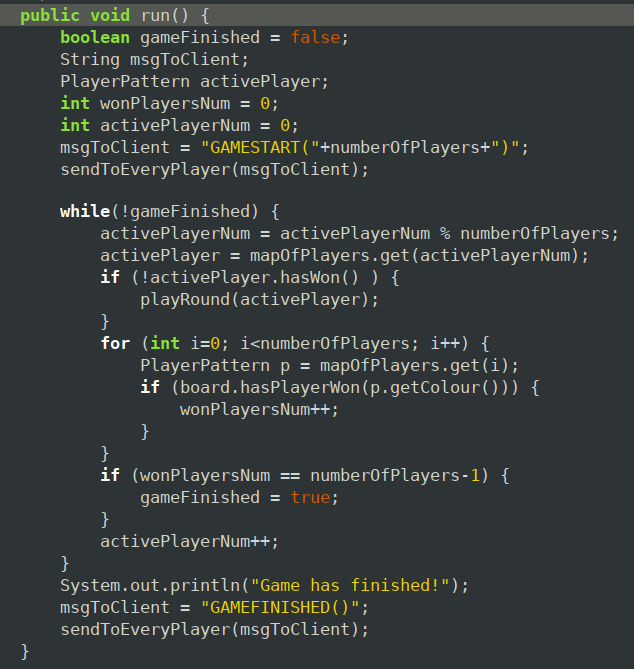 public void run() {
    boolean gameFinished = false;
    String msgToClient;
    PlayerPattern activePlayer;
    int wonPlayersNum = 0;
    int activePlayerNum = 0;
    msgToClient = "GAMESTART("+numberOfPlayers+")";
    sendToEveryPlayer(msgToClient);

    while(!gameFinished) {
        activePlayerNum = activePlayerNum % numberOfPlayers;
        activePlayer = mapOfPlayers.get(activePlayerNum);
        if (!activePlayer.hasWon() ) {
            playRound(activePlayer);
        }
        for (int i=0; i<numberOfPlayers; i++) {
            PlayerPattern p = mapOfPlayers.get(i);
            if (board.hasPlayerWon(p.getColour())) {
                wonPlayersNum++;
            }
        }
        if (wonPlayersNum == numberOfPlayers-1) {
            gameFinished = true;
        }
        activePlayerNum++;
    }
    System.out.println("Game has finished!");
    msgToClient = "GAMEFINISHED()";
    sendToEveryPlayer(msgToClient);
}